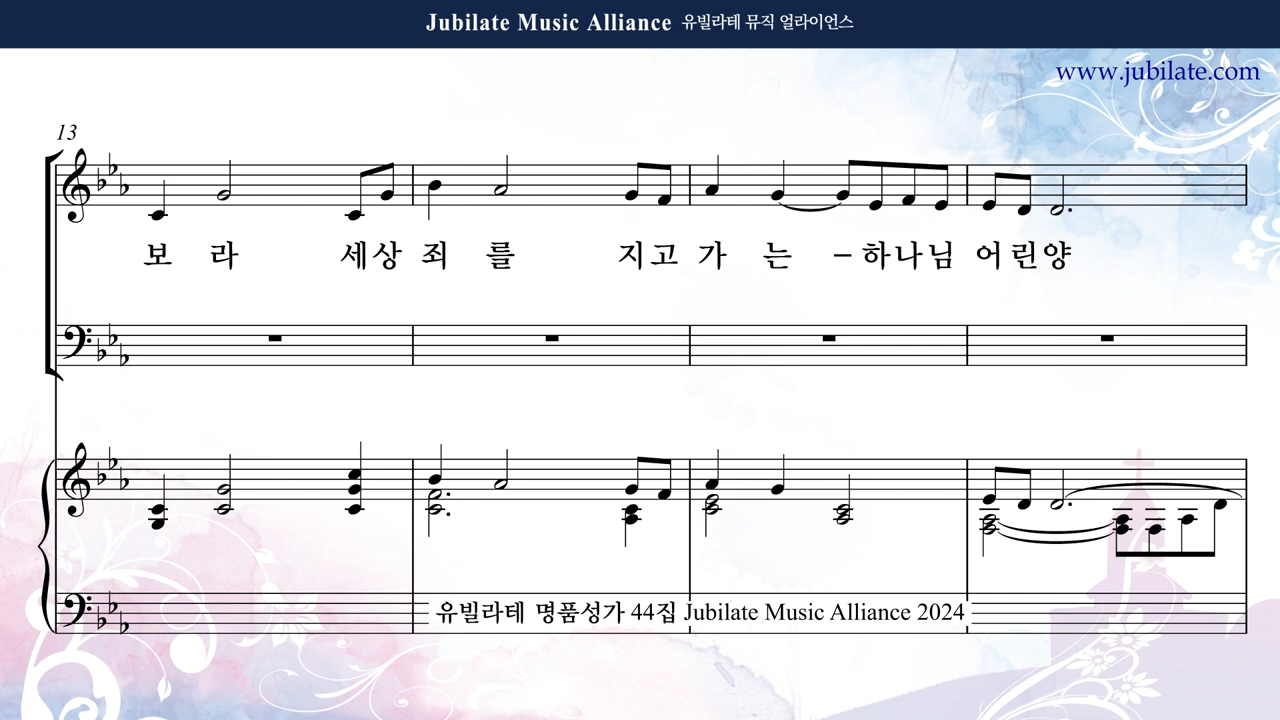 Jubilate Music Alliance 유빌라테 뮤직 얼라이언스
www.jubilate.com
13
보 라 세상 죄 를 지고 가 는 –하나님 어린양
유빌라테 명품성가 44집 Jubilate Music Alliance 2024